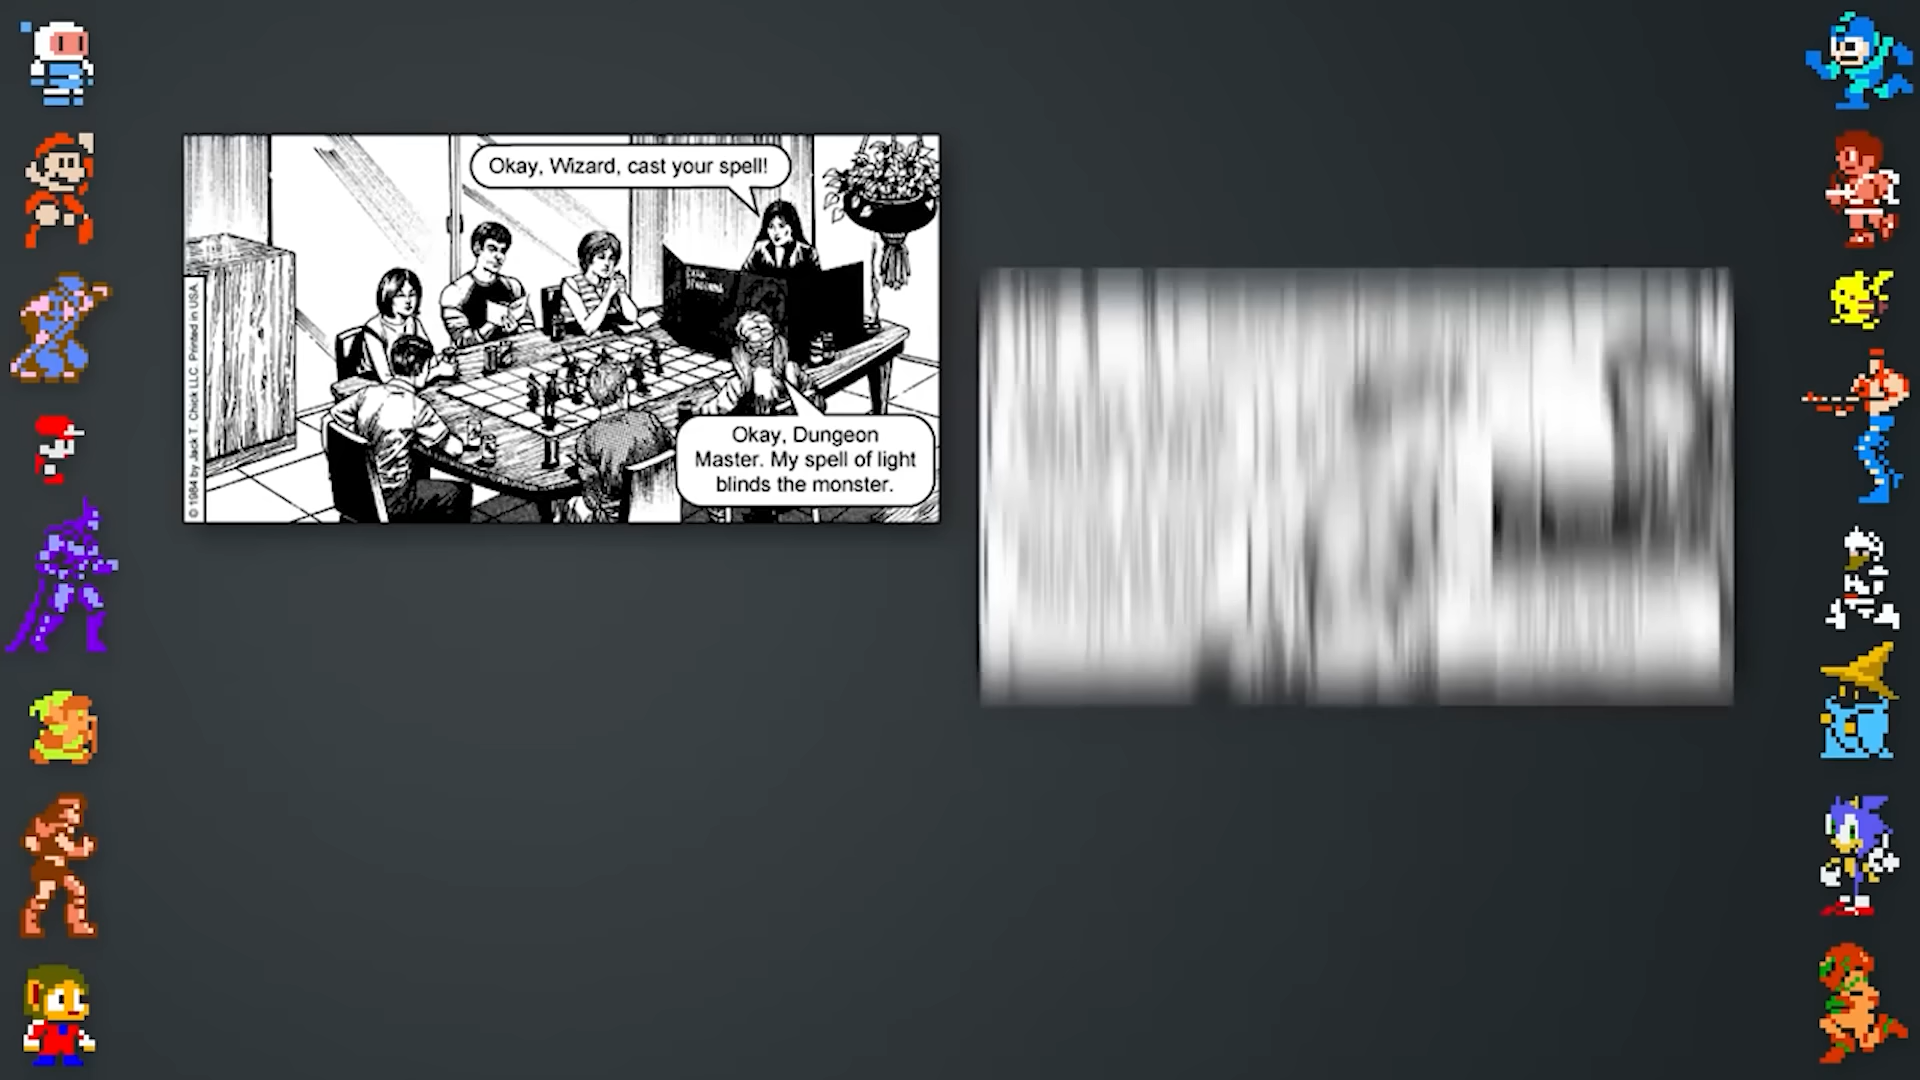 Okay, Wizard, cast your spell!
Okay, Dungeon
Master. My spell of light
blinds the monster.
© 1984 by Jack T. Chick LLC Printed in USA